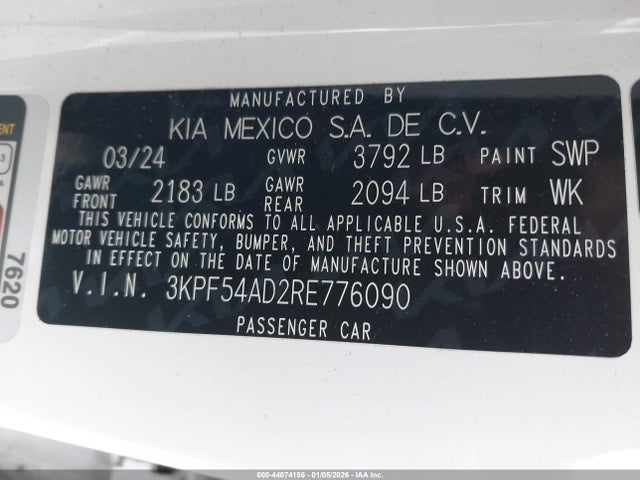 MANUFACTURED BY
KIA MEXICO S.A. DE C.V.
03/24 GVWR 3792 LB PAINT SWP
GAWR FRONT 2183 LB GAWR REAR 2094 LB TRIM WK
THIS VEHICLE CONFORMS TO ALL APPLICABLE U.S.A. FEDERAL
MOTOR VEHICLE SAFETY, BUMPER, AND THEFT PREVENTION STANDARDS
IN EFFECT ON THE DATE OF MANUFACTURE SHOWN ABOVE.
V.I.N. 3KPF54AD2RE776090
PASSENGER CAR
7620
000-44074196 - 01/05/2026 - IAA Inc.